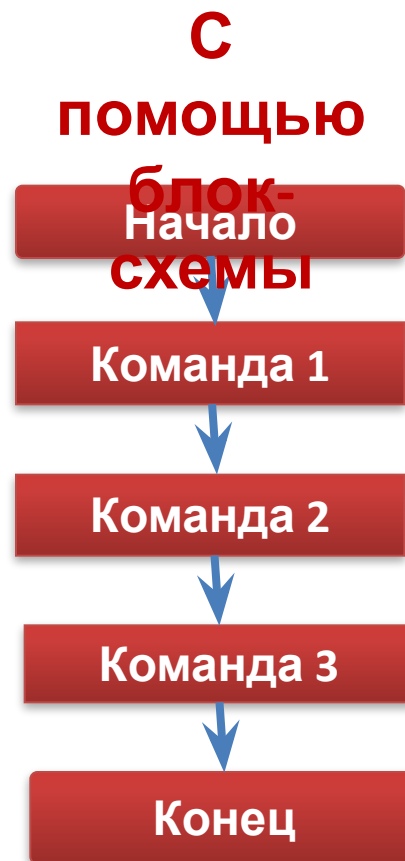 С
помощью
блок-
схемы
Начало
Команда 1
Команда 2
Команда 3
Конец